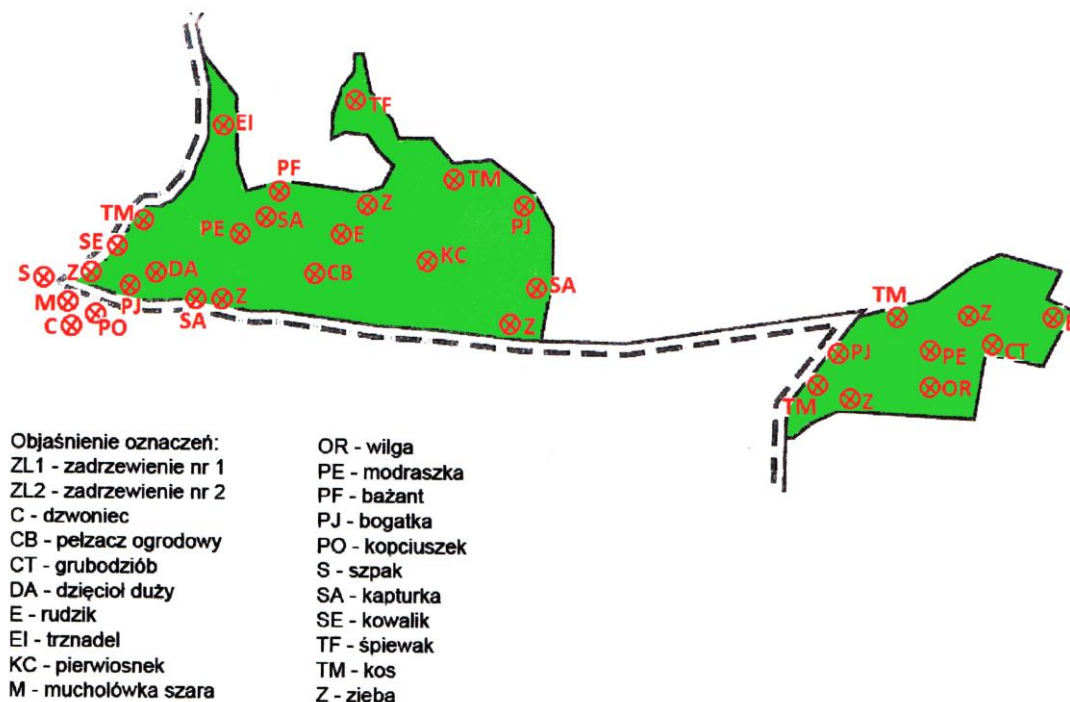 TF
EI
PF
TM
TM
SA
Z
PJ
PE
E
SE
KC
S
Z
DA
CB
SA
M
PJ
SA
Z
PO
C
Z
TM
Z
E
PJ
PE
CT
TM
Z
OR
Objaśnienie oznaczeń:
ZL1 - zadrzewienie nr 1
ZL2 - zadrzewienie nr 2
C - dzwoniec
CB - pełzacz ogrodowy
CT - grubodziób
DA - dzięcioł duży
E - rudzik
EI - trznadel
KC - pierwiosnek
M - mucholówka szara
OR - wilga
PE - modraszka
PF - bażant
PJ - bogatka
PO - kopciuszek
S - szpak
SA - kapturka
SE - kowalik
TF - śpiewak
TM - kos
Z - zięba